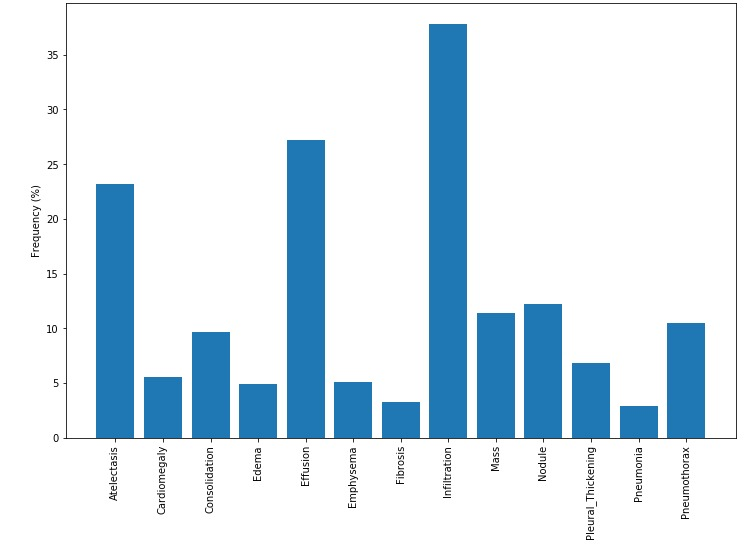 35
30
25
20
15
10
5
0
Frequency (%)
Atelectasis
Cardiomegaly
Consolidation
Edema
Effusion
Emphysema
Fibrosis
Infiltration
Mass
Nodule
Pleural_Thickening
Pneumonia
Pneumothorax